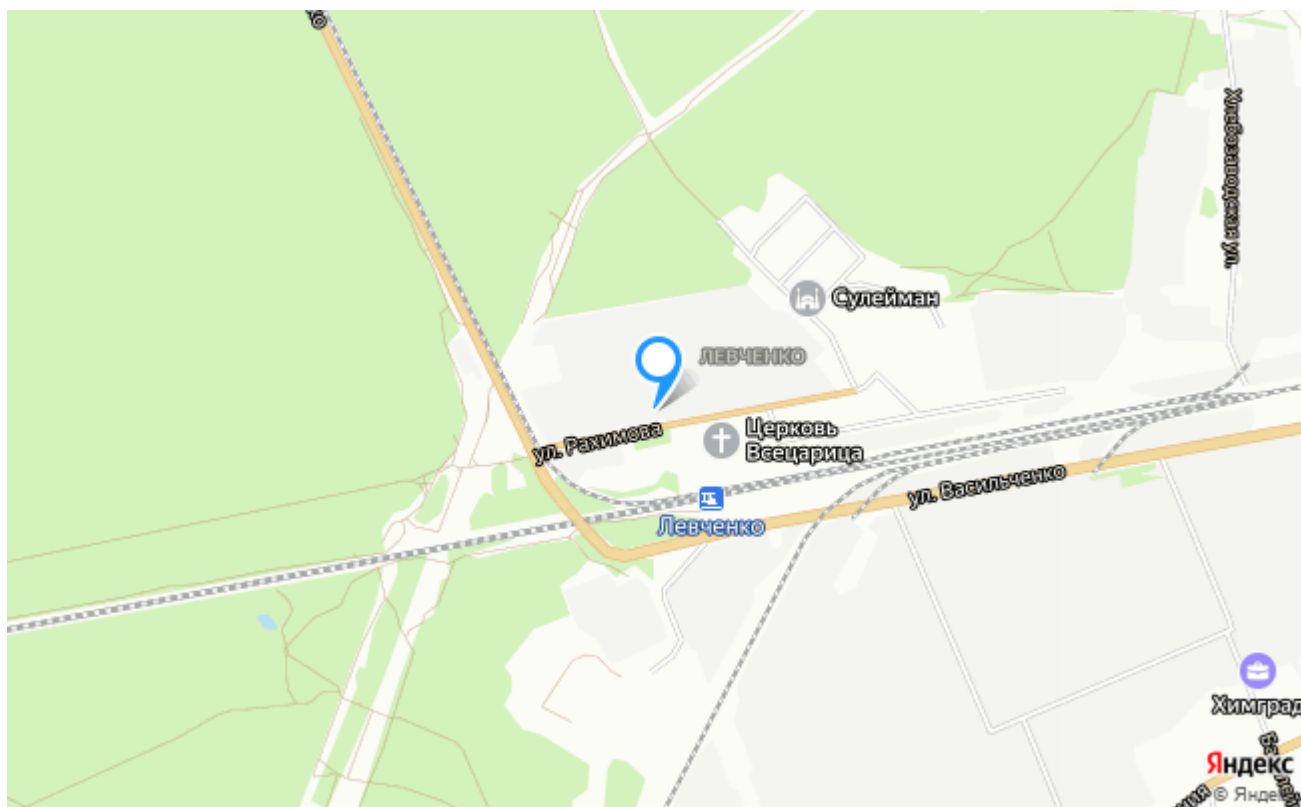 Хлебозаводская ул.
Сулейман
ЛЕВЧЕНКО
ул. Рахимова
Церковь
Всецарица
ул. Васильченко
Левченко
Химград
Яндекс
© Яндекс